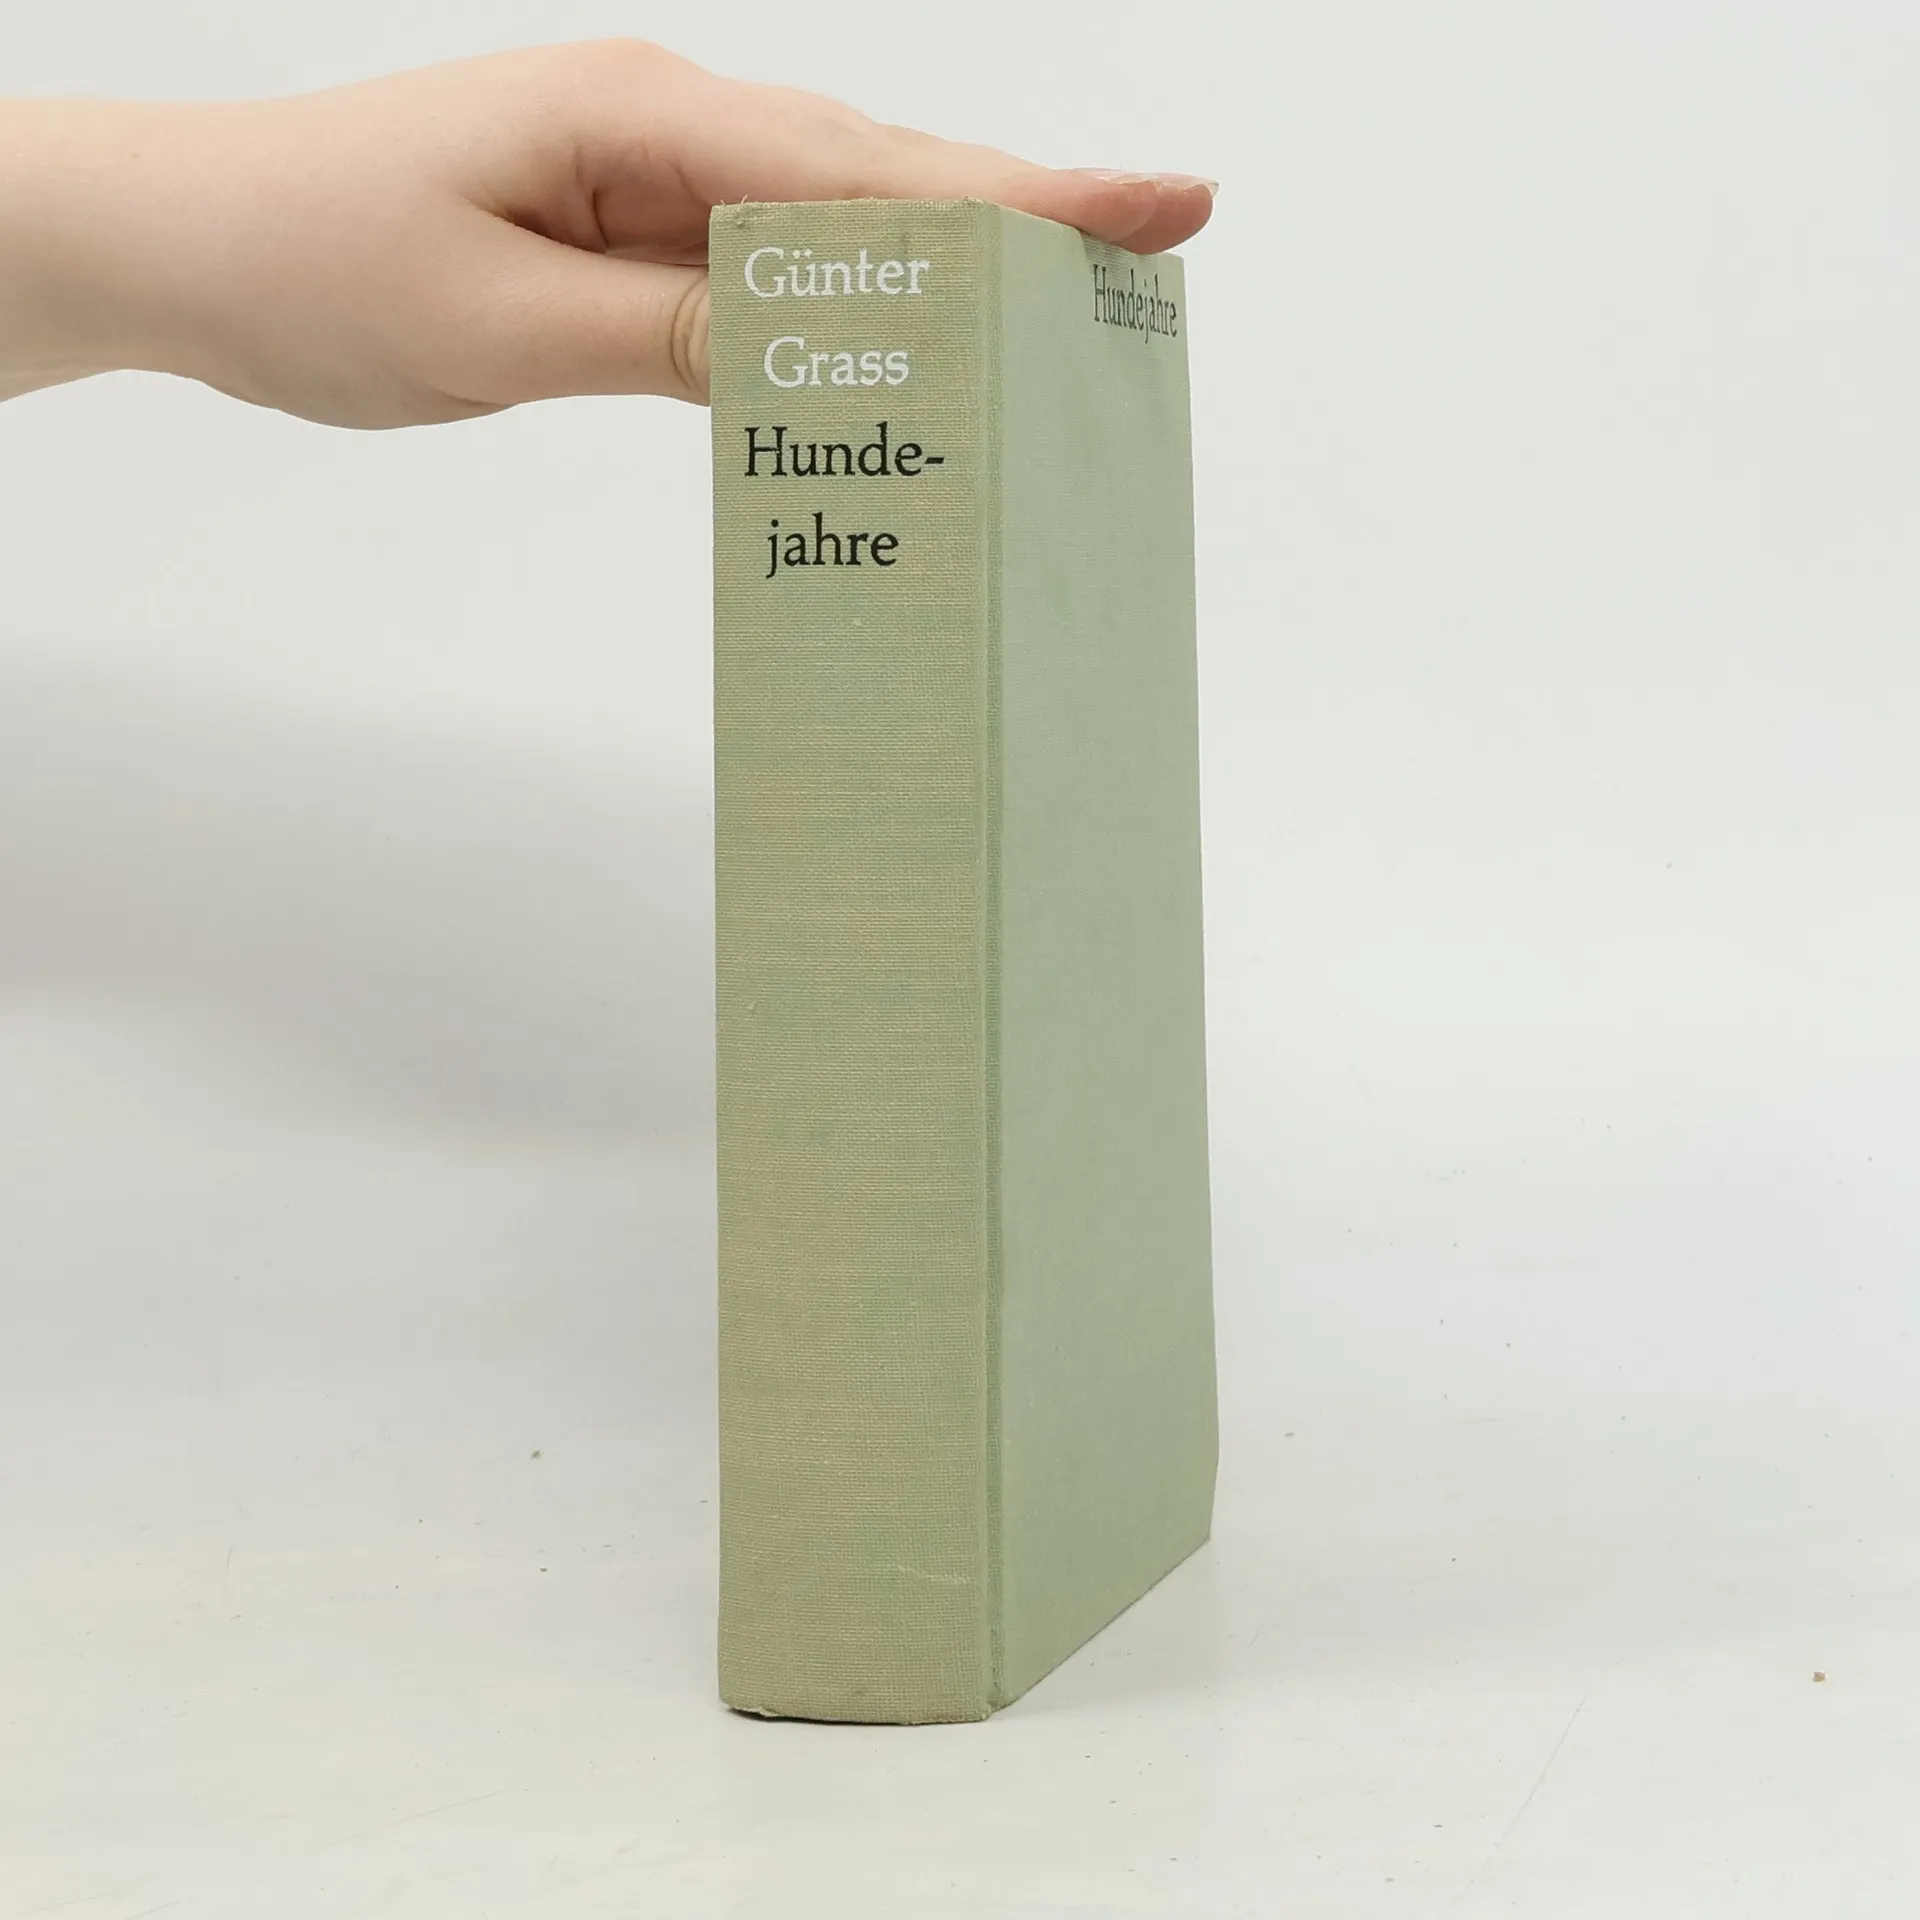 Günter
Grass
Hunde-
jahre
Hundejahre